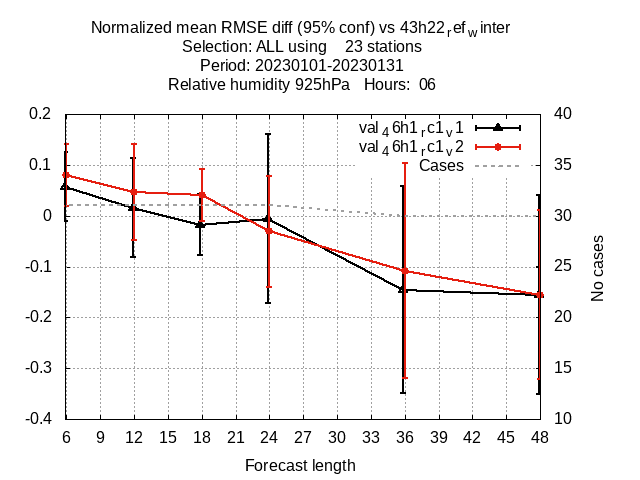 Normalized mean RMSE diff (95% conf) vs 43h22refwinter
Selection: ALL using 23 stations
Period: 20230101-20230131
Relative humidity 925hPa Hours: 06
val46h1rc1v1
val46h1rc1v2
Cases
0.2
0.1
0
-0.1
-0.2
-0.3
-0.4
40
35
30
25
20
15
10
No cases
6 9 12 15 18 21 24 27 30 33 36 39 42 45 48
Forecast length